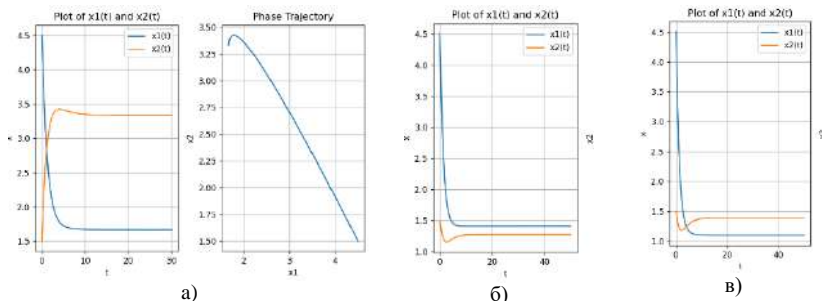 Plot of x1(t) and x2(t)
x1(t)
x2(t)
4.5
4.0
3.5
3.0
2.5
2.0
1.5
0
10
20
30
t
Phase Trajectory
x2
3.50
3.25
3.00
2.75
2.50
2.25
2.00
1.75
1.50
2
3
4
x1
а)
Plot of x1(t) and x2(t)
x1(t)
x2(t)
x
4.5
4.0
3.5
3.0
2.5
2.0
1.5
1.0
0
20
40
t
x2
б)
Plot of x1(t) and x2(t)
x1(t)
x2(t)
x
4.5
4.0
3.5
3.0
2.5
2.0
1.5
1.0
0
20
40
t
в)